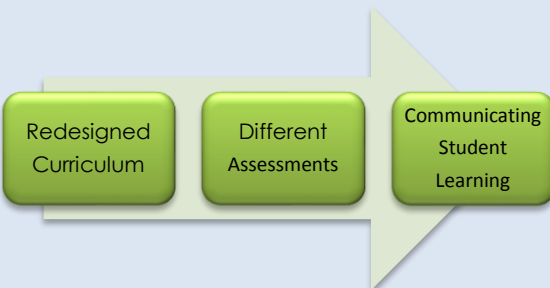 Redesigned
Curriculum
Different
Assessments
Communicating
Student
Learning